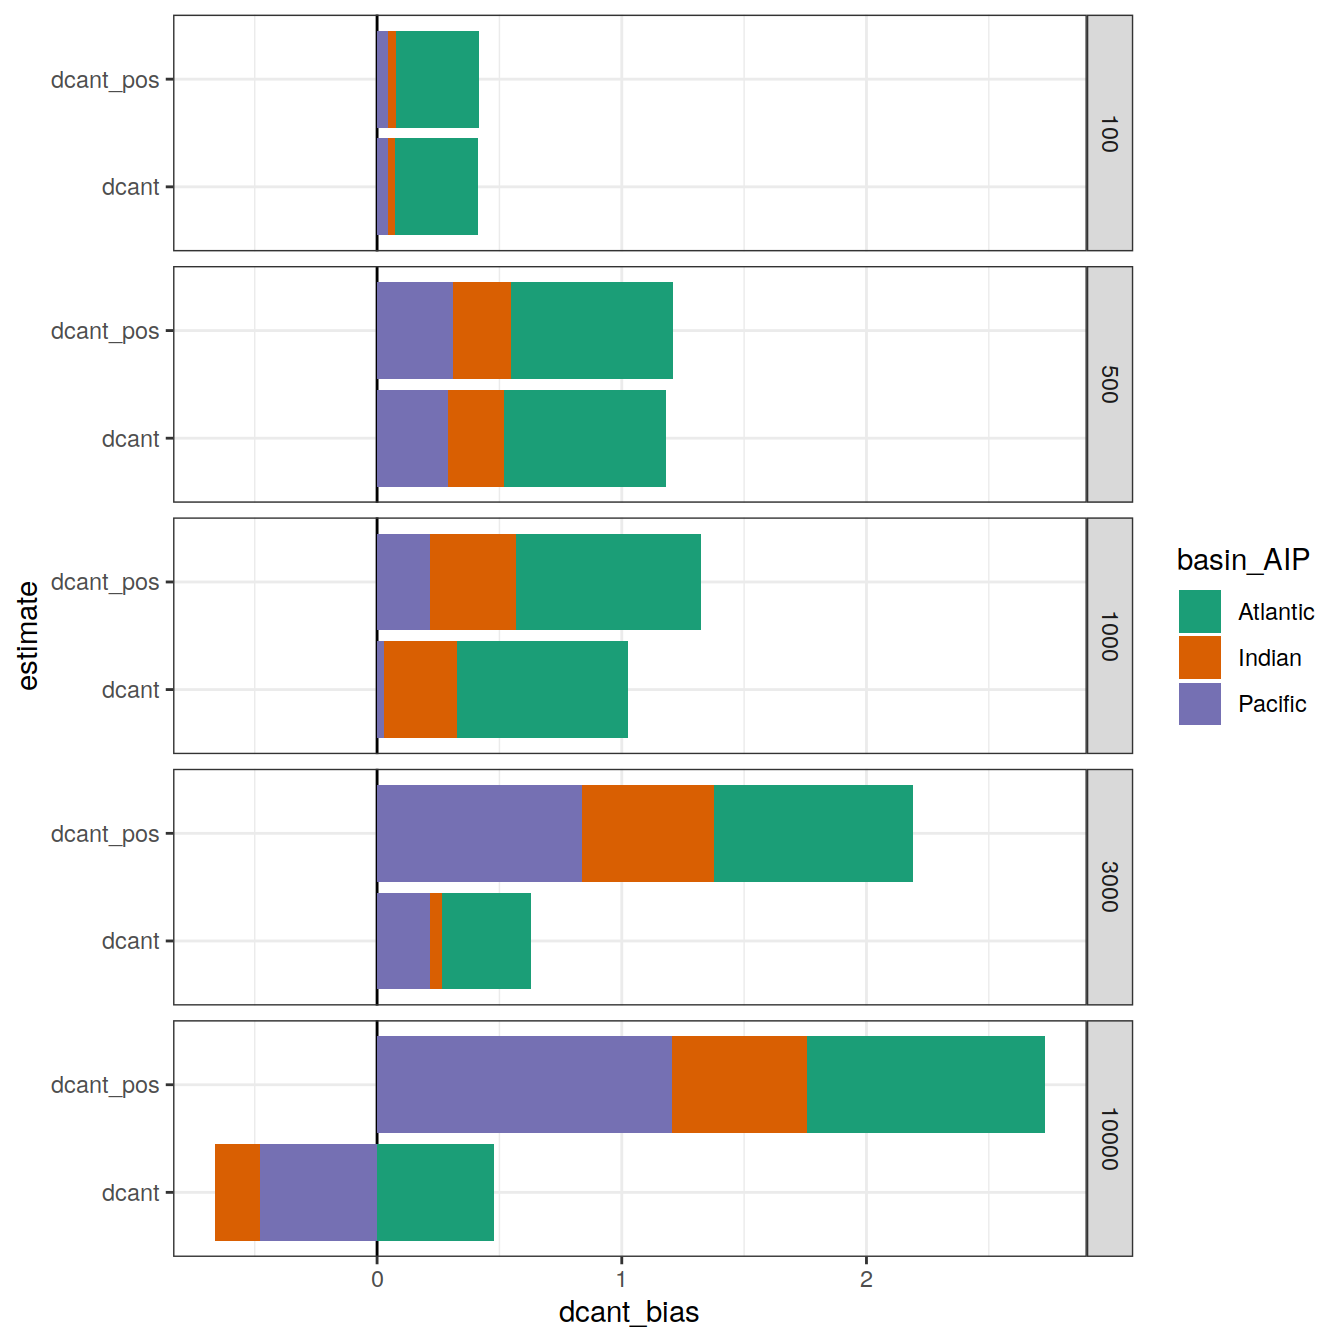 dcant_pos
dcant
100
dcant_pos
dcant
500
dcant_pos
dcant
1000
dcant_pos
dcant
3000
dcant_pos
dcant
10000
estimate
0 1 2
dcant_bias
basin_AIP
Atlantic
Indian
Pacific